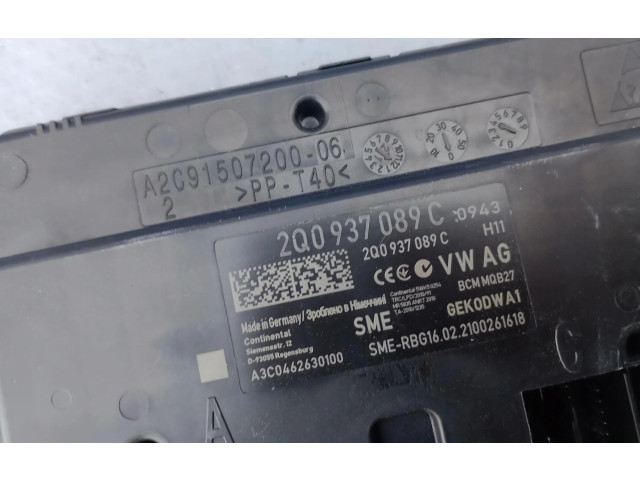 A2C91507200-06
2 >PP-T40<
2Q0 937 089 C :0943
2Q0 937 089 C H11
VW AG
BCM MQB27
Made in Germany / Зроблено в Німеччині
Continental
Siemensstr. 12
D-93055 Regensburg
A3C0462630100
SME
GEKODWA1
SME-RBG16.02.2100261618
A
C